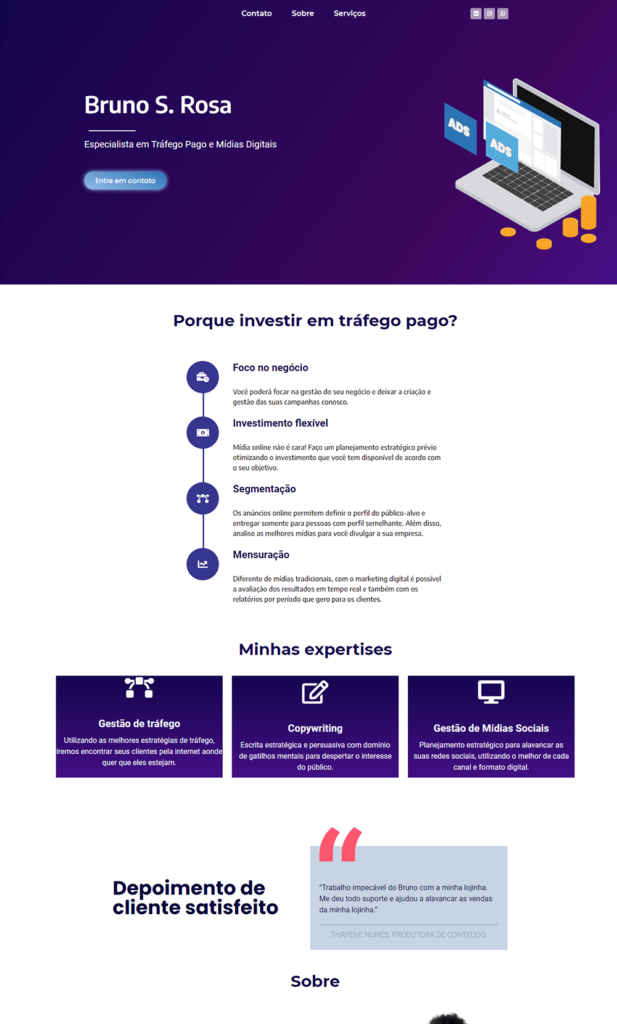 Contato Sobre Serviços
Bruno S. Rosa
Especialista em Tráfego Pago e Mídias Digitais
Entre em contato
ADS
ADS
Porque investir em tráfego pago?
Foco no negócio
Você poderá focar na gestão do seu negócio e deixar a criação e
gestão das suas campanhas conosco.
Investimento flexível
Mídia online não é cara! Faço um planejamento estratégico prévio
otimizando o investimento que você tem disponível de acordo com
o seu objetivo.
Segmentação
Os anúncios online permitem definir o perfil do público-alvo e
entregar somente para pessoas com perfil semelhante. Além disso,
analiso as melhores mídias para você divulgar a sua empresa.
Mensuração
Diferente de mídias tradicionais, com o marketing digital é possível
a avaliação dos resultados em tempo real e também com os
relatórios por período que gero para os clientes.
Minhas expertises
Gestão de tráfego
Utilizando as melhores estratégias de tráfego,
iremos encontrar seus clientes pela internet aonde
quer que eles estejam.
Copywriting
Escrita estratégica e persuasiva com domínio
de gatilhos mentais para despertar o interesse
do público.
Gestão de Mídias Sociais
Planejamento estratégico para alavancar as
suas redes sociais, utilizando o melhor de cada
canal e formato digital.
Depoimento de
cliente satisfeito
"Trabalho impecável do Bruno com a minha lojinha.
Me deu todo suporte e ajudou a alavancar as vendas
da minha lojinha."
THAYENE NUNES, PRODUTORA DE CONTEÚDO
Sobre